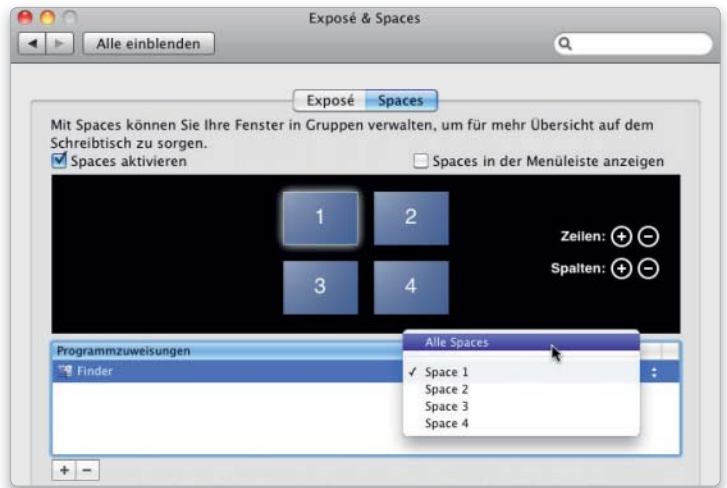 Exposé & Spaces
Alle einblenden
Exposé Spaces
Mit Spaces können Sie Ihre Fenster in Gruppen verwalten, um für mehr Übersicht auf dem
Schreibtisch zu sorgen.
Spaces aktivieren Spaces in der Menüleiste anzeigen
1 2
Zeilen:
Spalten:
3 4
Alle Spaces
Programmzuweisungen
Finder ✓ Space 1
Space 2
Space 3
Space 4
+ −